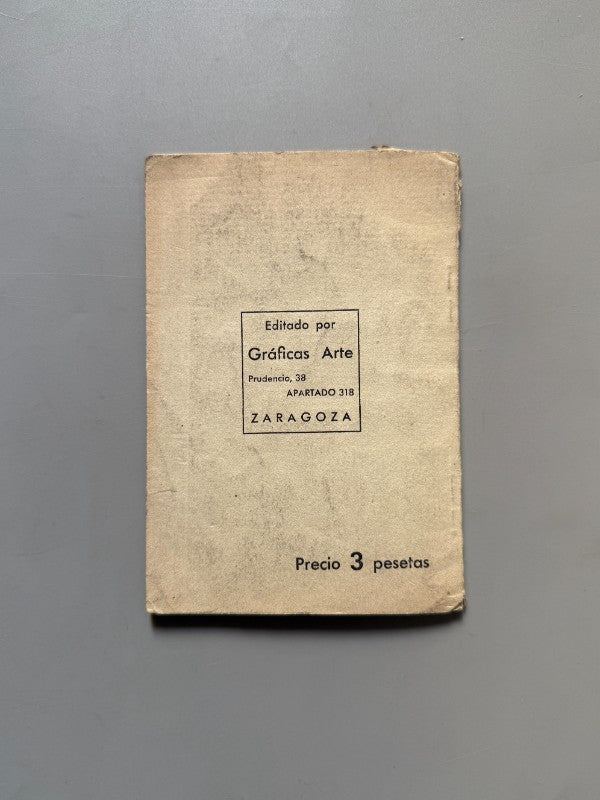 Editado por
Gráficas Arte
Prudencio, 38
APARTADO 318
ZARAGOZA
Precio 3 pesetas